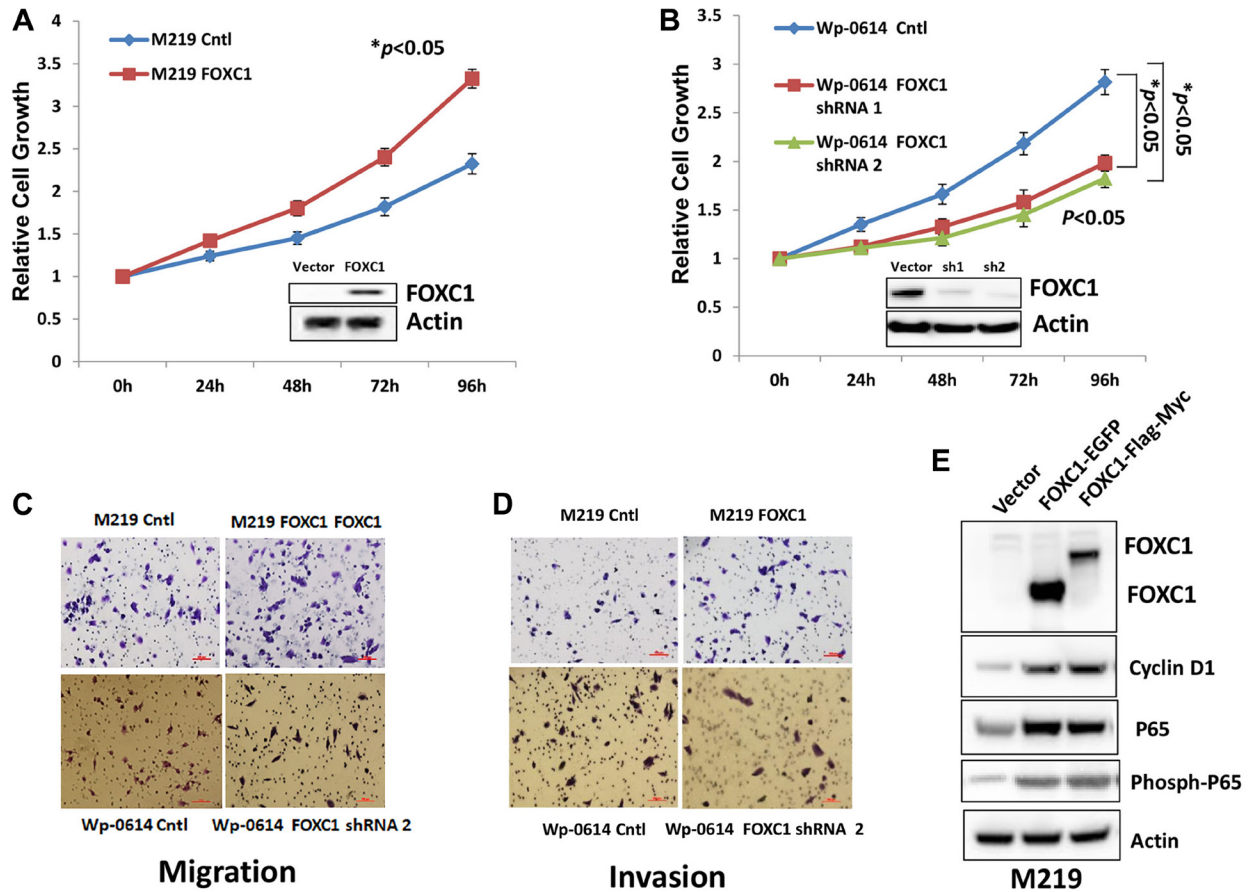 A
Relative Cell Growth
4
3.5
3
2.5
2
1.5
1
0.5
0
0h 24h 48h 72h 96h
M219 Cntl
M219 FOXC1
*p<0.05
Vector FOXC1
FOXC1
Actin
B
Relative Cell Growth
3.5
3
2.5
2
1.5
1
0.5
0
0h 24h 48h 72h 96h
Wp-0614 Cntl
Wp-0614 FOXC1
shRNA 1
Wp-0614 FOXC1
shRNA 2
*p<0.05
*p<0.05
P<0.05
Vector sh1 sh2
FOXC1
Actin
C
M219 Cntl M219 FOXC1 FOXC1
Wp-0614 Cntl Wp-0614 FOXC1 shRNA 2
Migration
D
M219 Cntl M219 FOXC1
Wp-0614 Cntl Wp-0614 FOXC1 shRNA 2
Invasion
E
Vector
FOXC1-EGFP
FOXC1-Flag-Myc
FOXC1
FOXC1
Cyclin D1
P65
Phosph-P65
Actin
M219